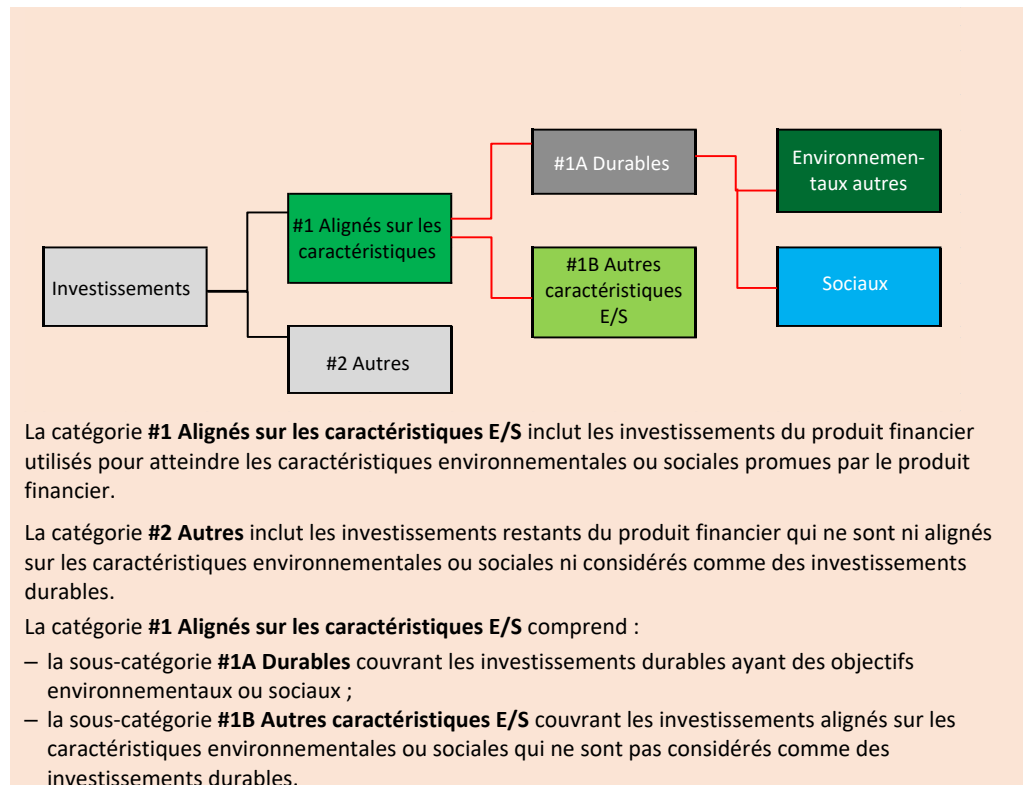 #1A Durables
Environnemen-
taux autres
#1 Alignés sur les
caractéristiques
#1B Autres
caractéristiques
E/S
Sociaux
Investissements
#2 Autres
La catégorie #1 Alignés sur les caractéristiques E/S inclut les investissements du produit financier
utilisés pour atteindre les caractéristiques environnementales ou sociales promues par le produit
financier.
La catégorie #2 Autres inclut les investissements restants du produit financier qui ne sont ni alignés
sur les caractéristiques environnementales ou sociales ni considérés comme des investissements
durables.
La catégorie #1 Alignés sur les caractéristiques E/S comprend :
– la sous-catégorie #1A Durables couvrant les investissements durables ayant des objectifs
environnementaux ou sociaux ;
– la sous-catégorie #1B Autres caractéristiques E/S couvrant les investissements alignés sur les
caractéristiques environnementales ou sociales qui ne sont pas considérés comme des
investissements durables.